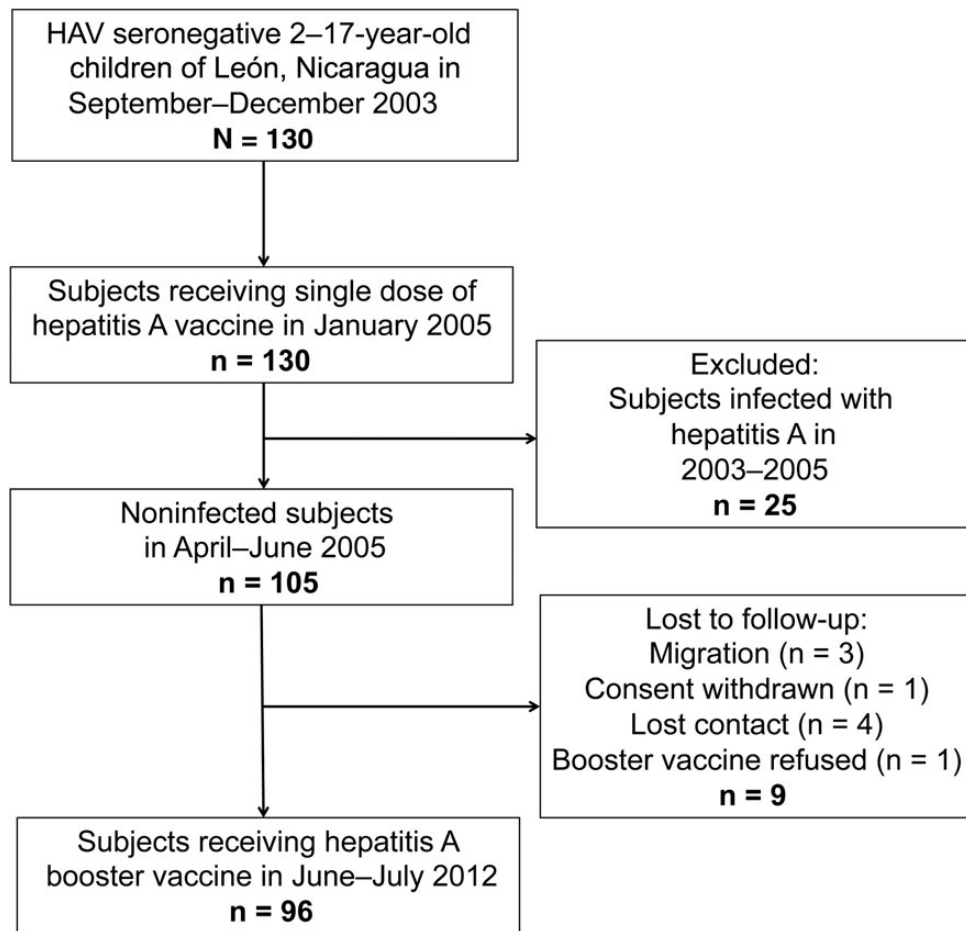 HAV seronegative 2–17-year-old
children of León, Nicaragua in
September–December 2003
N = 130
Subjects receiving single dose of
hepatitis A vaccine in January 2005
n = 130
Excluded:
Subjects infected with
hepatitis A in
2003–2005
n = 25
Noninfected subjects
in April–June 2005
n = 105
Lost to follow-up:
Migration (n = 3)
Consent withdrawn (n = 1)
Lost contact (n = 4)
Booster vaccine refused (n = 1)
n = 9
Subjects receiving hepatitis A
booster vaccine in June–July 2012
n = 96